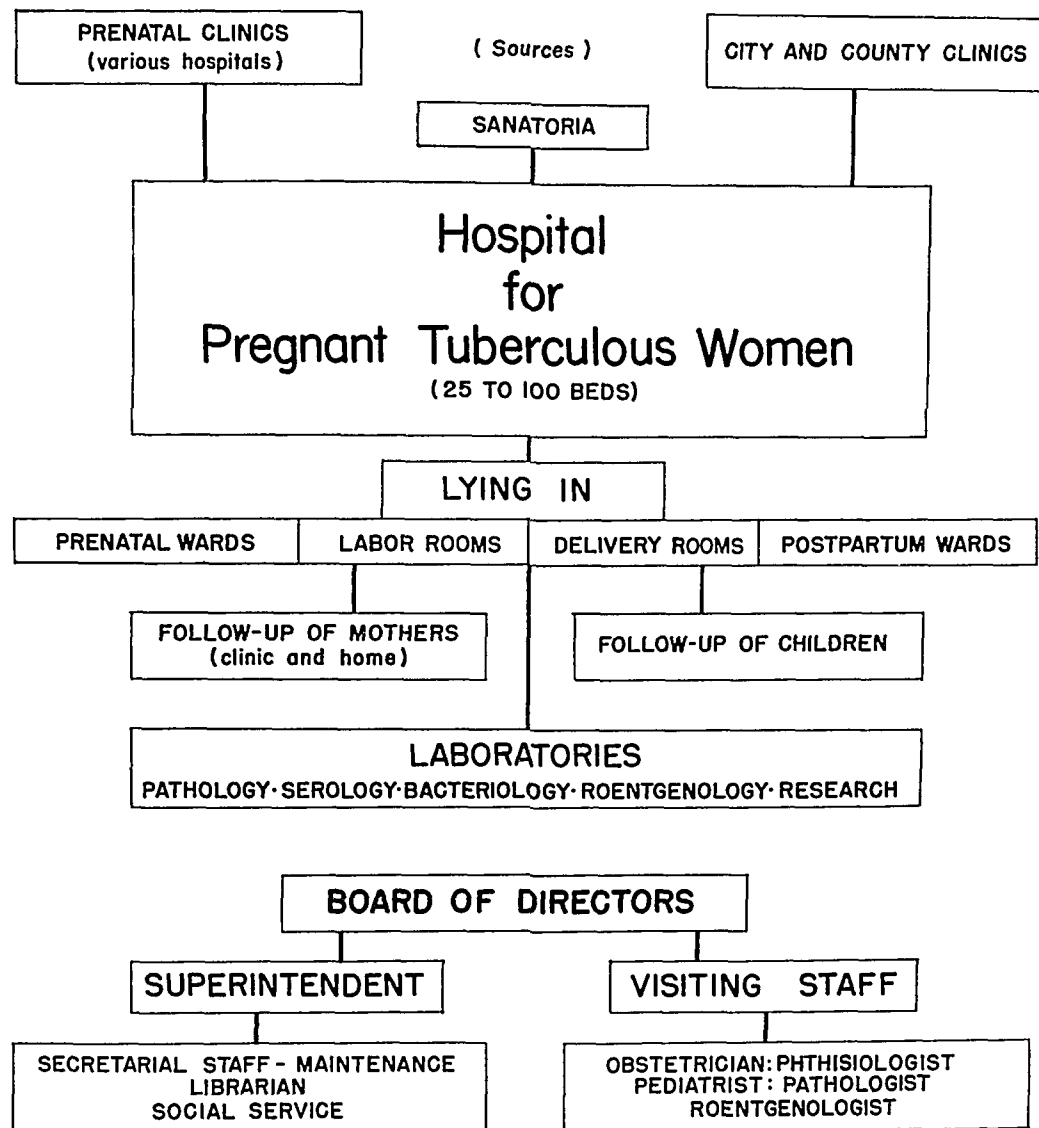 PRENATAL CLINICS
(various hospitals)
( Sources )
CITY AND COUNTY CLINICS
SANATORIA
Hospital
for
Pregnant Tuberculous Women
(25 TO 100 BEDS)
LYING IN
PRENATAL WARDS
LABOR ROOMS
DELIVERY ROOMS
POSTPARTUM WARDS
FOLLOW-UP OF MOTHERS
(clinic and home)
FOLLOW-UP OF CHILDREN
LABORATORIES
PATHOLOGY·SEROLOGY·BACTERIOLOGY·ROENTGENOLOGY·RESEARCH
BOARD OF DIRECTORS
SUPERINTENDENT
VISITING STAFF
SECRETARIAL STAFF - MAINTENANCE
LIBRARIAN
SOCIAL SERVICE
OBSTETRICIAN: PHTHISIOLOGIST
PEDIATRIST: PATHOLOGIST
ROENTGENOLOGIST